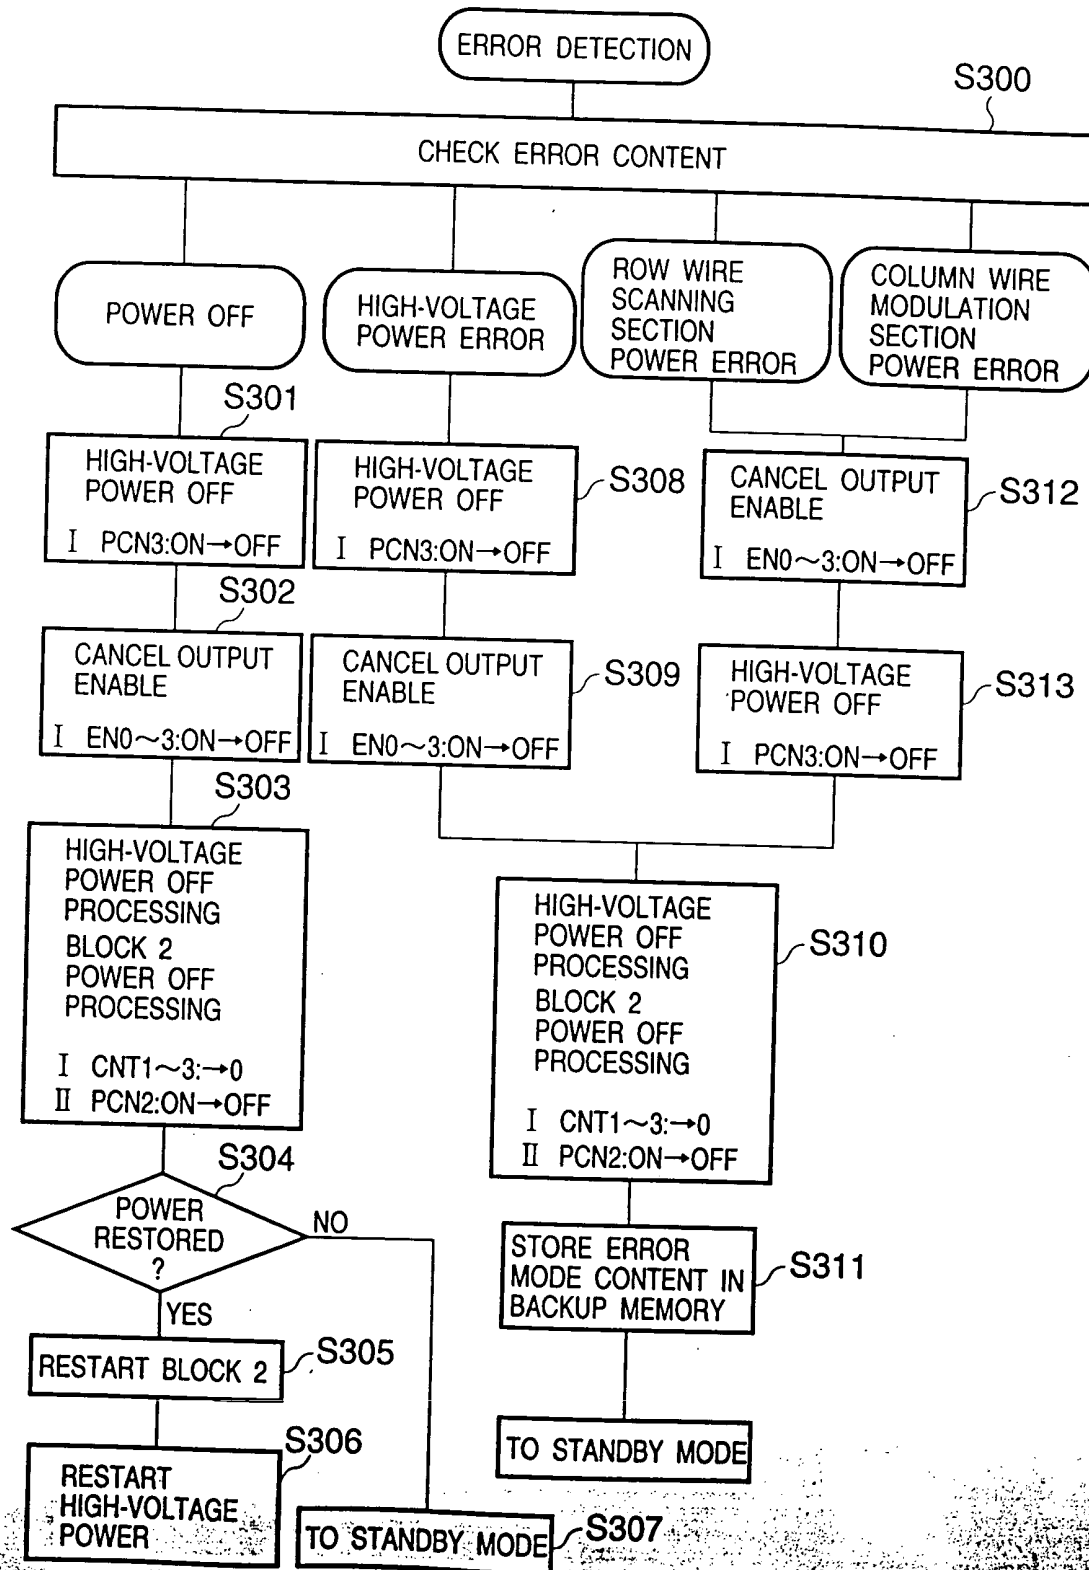 ERROR DETECTION
S300
CHECK ERROR CONTENT
POWER OFF
HIGH-VOLTAGE
POWER ERROR
ROW WIRE
SCANNING
SECTION
POWER ERROR
COLUMN WIRE
MODULATION
SECTION
POWER ERROR
S301
HIGH-VOLTAGE
POWER OFF
I PCN3:ON→OFF
S308
HIGH-VOLTAGE
POWER OFF
I PCN3:ON→OFF
S312
CANCEL OUTPUT
ENABLE
I EN0~3:ON→OFF
S302
CANCEL OUTPUT
ENABLE
I EN0~3:ON→OFF
S309
CANCEL OUTPUT
ENABLE
I EN0~3:ON→OFF
S313
HIGH-VOLTAGE
POWER OFF
I PCN3:ON→OFF
S303
HIGH-VOLTAGE
POWER OFF
PROCESSING
BLOCK 2
POWER OFF
PROCESSING
I CNT1~3:→0
II PCN2:ON→OFF
S310
HIGH-VOLTAGE
POWER OFF
PROCESSING
BLOCK 2
POWER OFF
PROCESSING
I CNT1~3:→0
II PCN2:ON→OFF
S304
POWER
RESTORED
?
NO
YES
S311
STORE ERROR
MODE CONTENT IN
BACKUP MEMORY
RESTART BLOCK 2
S305
TO STANDBY MODE
S306
RESTART
HIGH-VOLTAGE
POWER
TO STANDBY MODE
S307